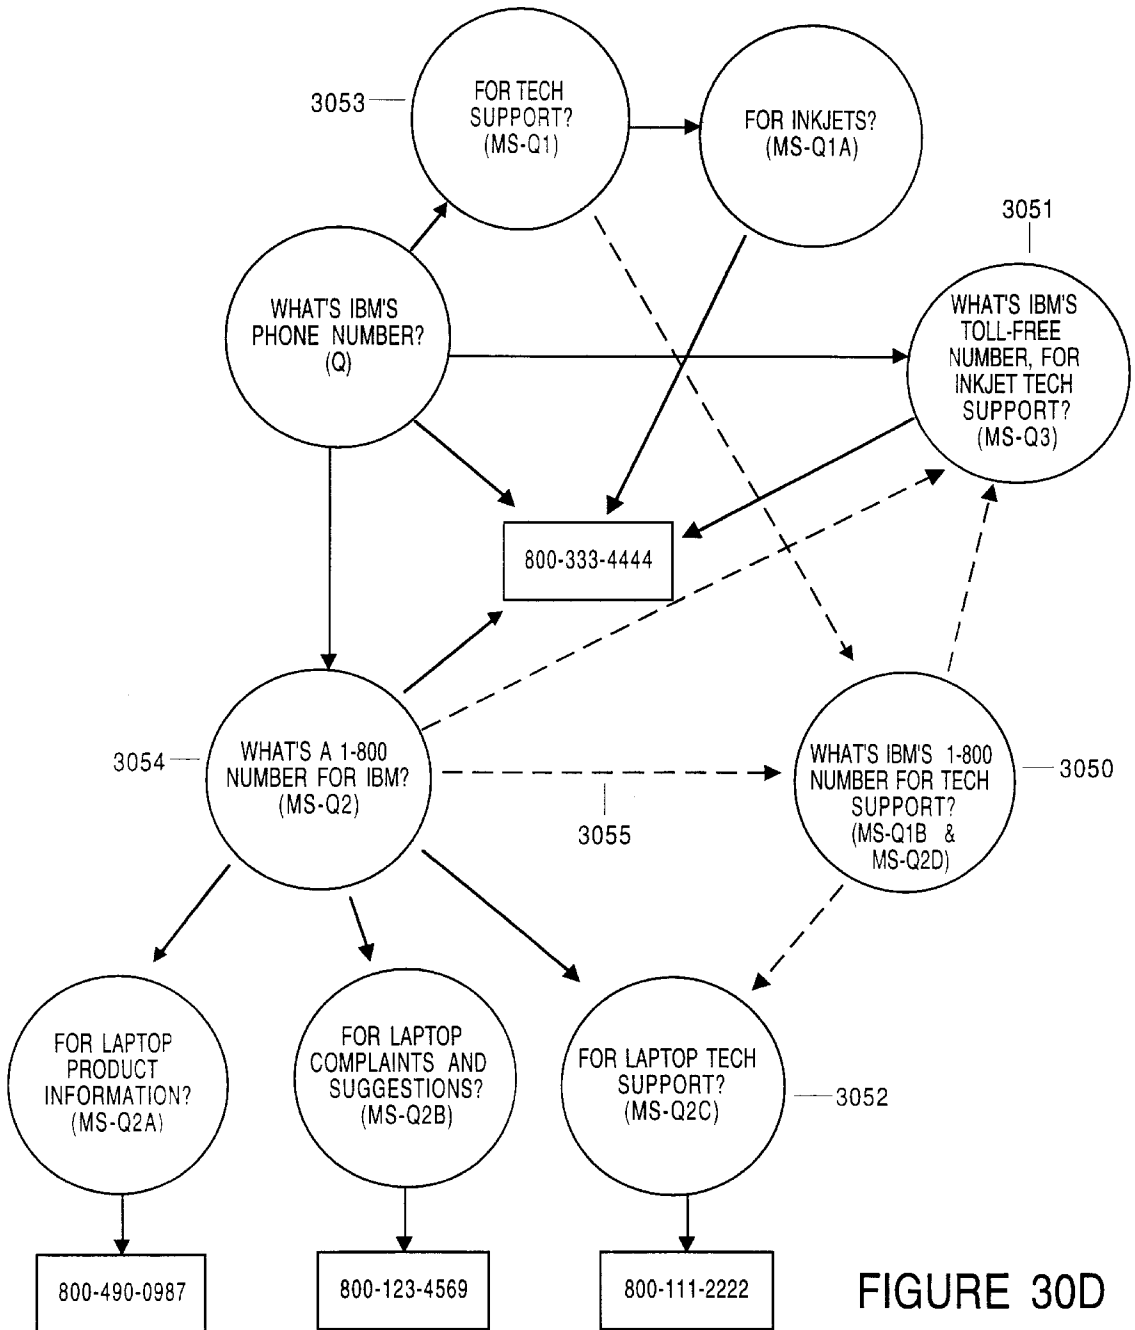 3053
FOR TECH
SUPPORT?
(MS-Q1)
FOR INKJETS?
(MS-Q1A)
3051
WHAT'S IBM'S
PHONE NUMBER?
(Q)
WHAT'S IBM'S
TOLL-FREE
NUMBER, FOR
INKJET TECH
SUPPORT?
(MS-Q3)
800-333-4444
3054
WHAT'S A 1-800
NUMBER FOR IBM?
(MS-Q2)
3055
WHAT'S IBM'S 1-800
NUMBER FOR TECH
SUPPORT?
(MS-Q1B &
MS-Q2D)
3050
FOR LAPTOP
PRODUCT
INFORMATION?
(MS-Q2A)
FOR LAPTOP
COMPLAINTS AND
SUGGESTIONS?
(MS-Q2B)
FOR LAPTOP TECH
SUPPORT?
(MS-Q2C)
3052
800-490-0987
800-123-4569
800-111-2222
FIGURE 30D